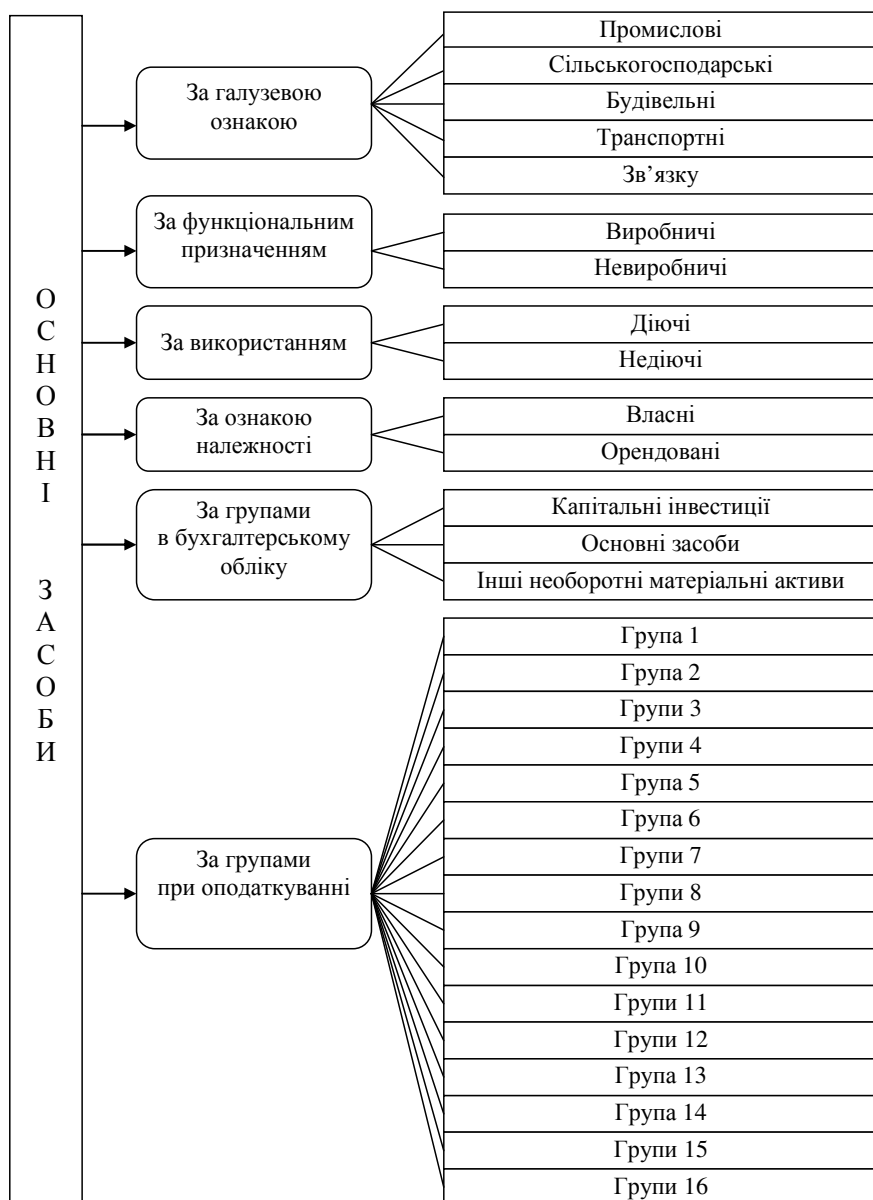 ОСНОВНІ ЗАСОБИ
За галузевою
ознакою
Промислові
Сільськогосподарські
Будівельні
Транспортні
Зв’язку
За функціональним
призначенням
Виробничі
Невиробничі
За використанням
Діючі
Недіючі
За ознакою
належності
Власні
Орендовані
За групами
в бухгалтерському
обліку
Капітальні інвестиції
Основні засоби
Інші необоротні матеріальні активи
За групами
при оподаткуванні
Група 1
Група 2
Групи 3
Групи 4
Група 5
Група 6
Групи 7
Групи 8
Група 9
Група 10
Групи 11
Групи 12
Група 13
Група 14
Групи 15
Групи 16